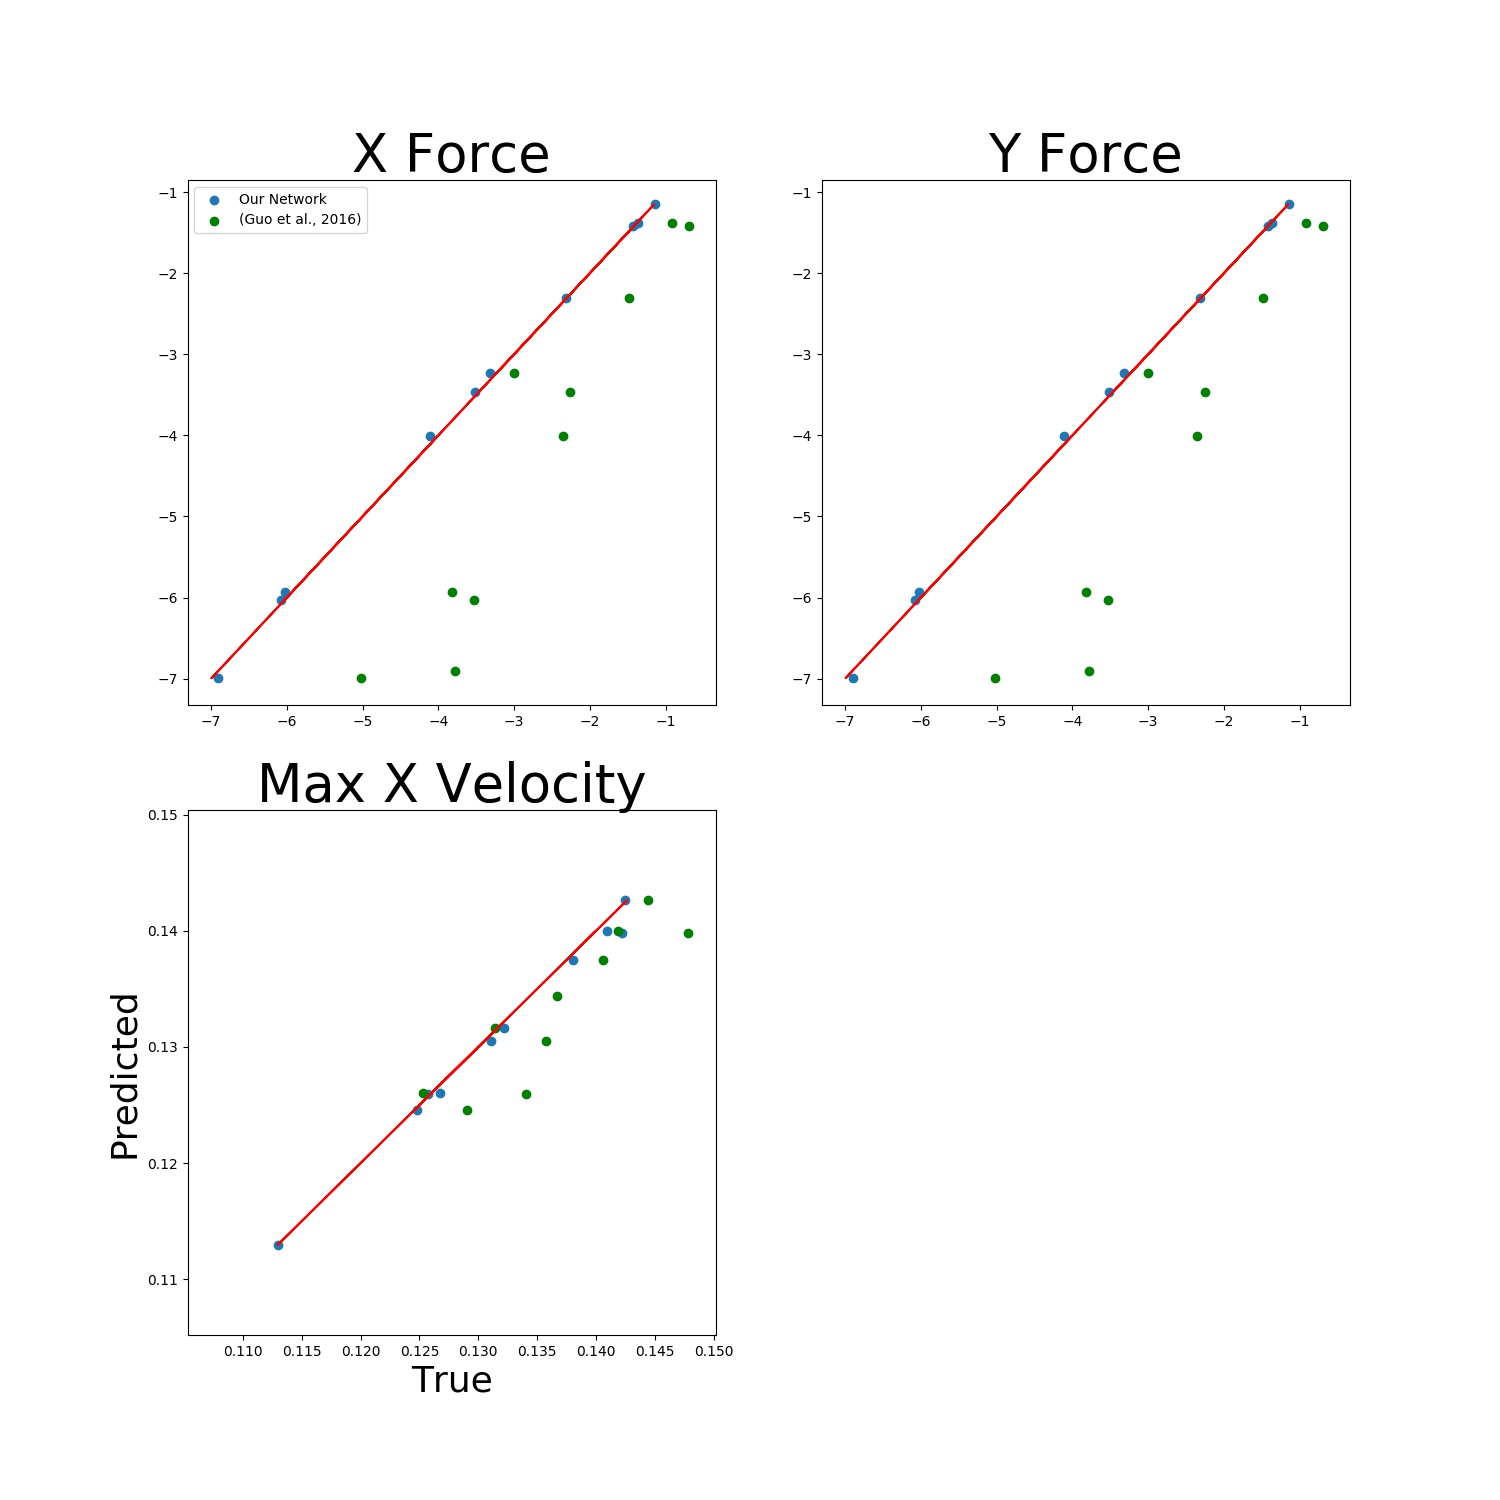 X Force
Y Force
Our Network
(Guo et al., 2016)
−1
−2
−3
−4
−5
−6
−7
−7 −6 −5 −4 −3 −2 −1
−1
−2
−3
−4
−5
−6
−7
−7 −6 −5 −4 −3 −2 −1
Max X Velocity
Predicted
0.15
0.14
0.13
0.12
0.11
0.110 0.115 0.120 0.125 0.130 0.135 0.140 0.145 0.150
True